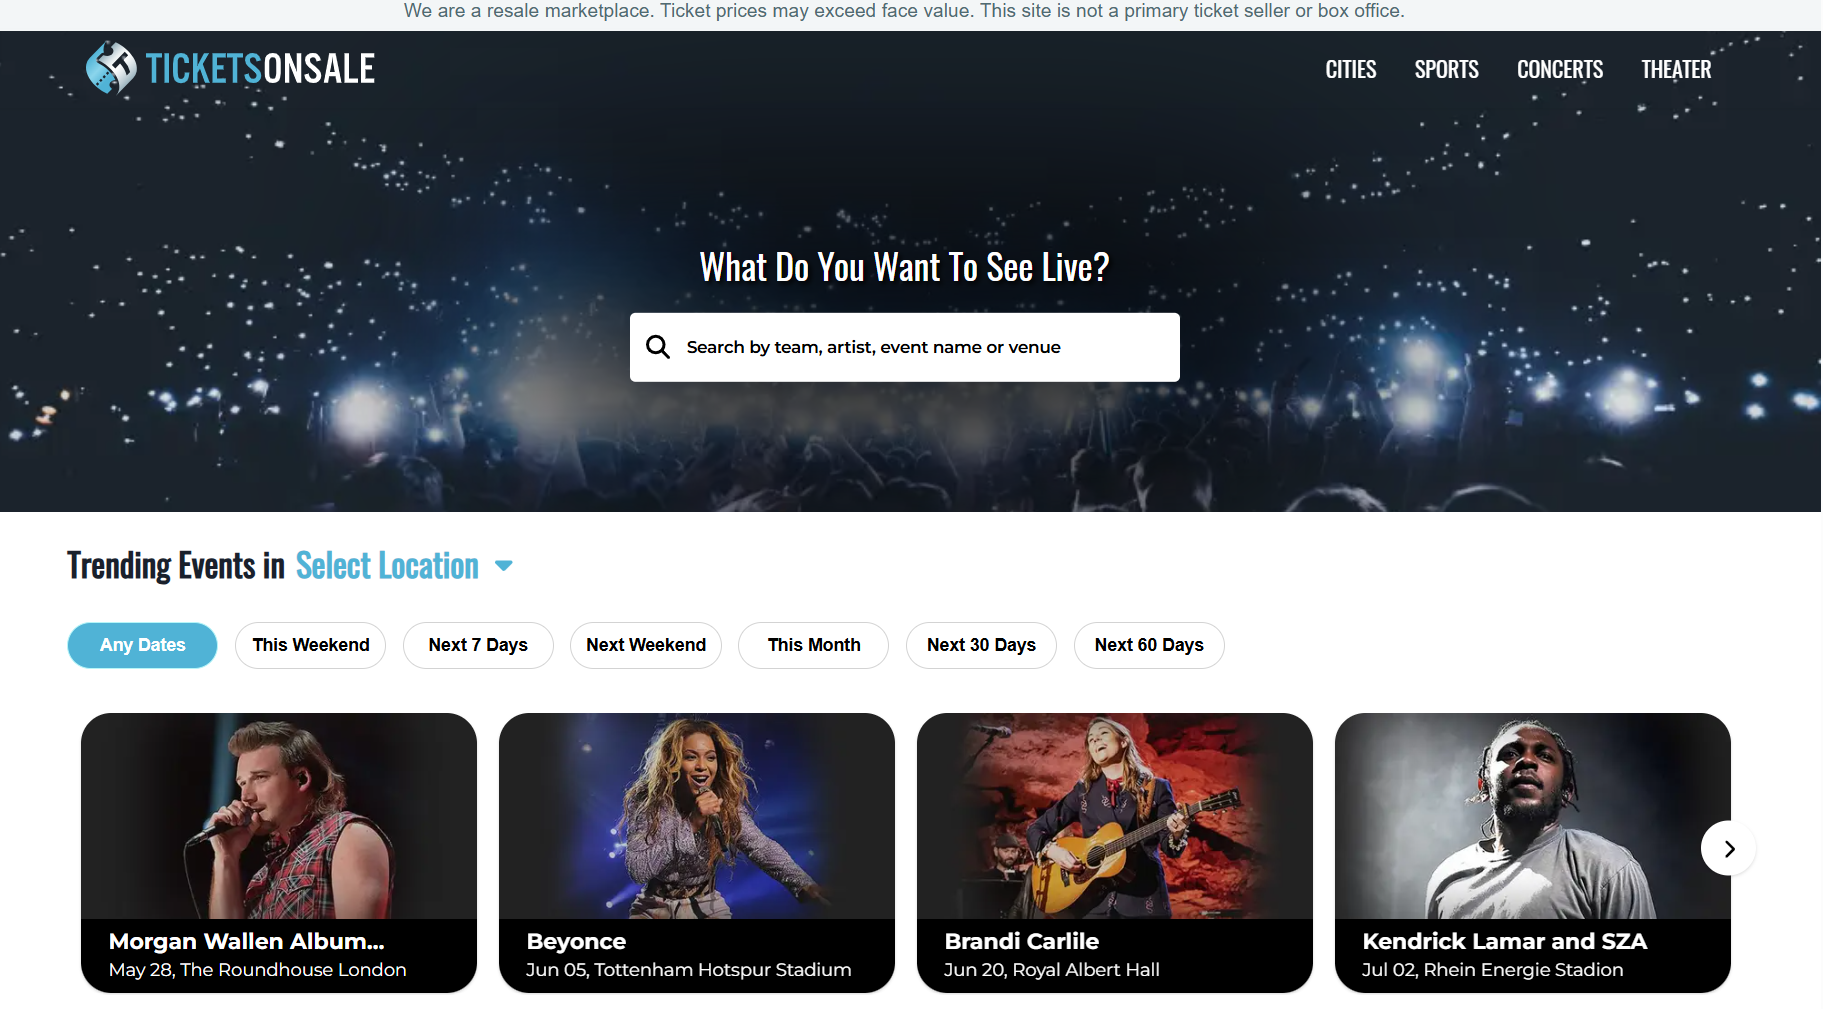 We are a resale marketplace. Ticket prices may exceed face value. This site is not a primary ticket seller or box office.
TICKETSONSALE
CITIES SPORTS CONCERTS THEATER
What Do You Want To See Live?
Search by team, artist, event name or venue
Trending Events in Select Location
Any Dates This Weekend Next 7 Days Next Weekend This Month Next 30 Days Next 60 Days
Morgan Wallen Album...
May 28, The Roundhouse London
Beyonce
Jun 05, Tottenham Hotspur Stadium
Brandi Carlile
Jun 20, Royal Albert Hall
Kendrick Lamar and SZA
Jul 02, Rhein Energie Stadion